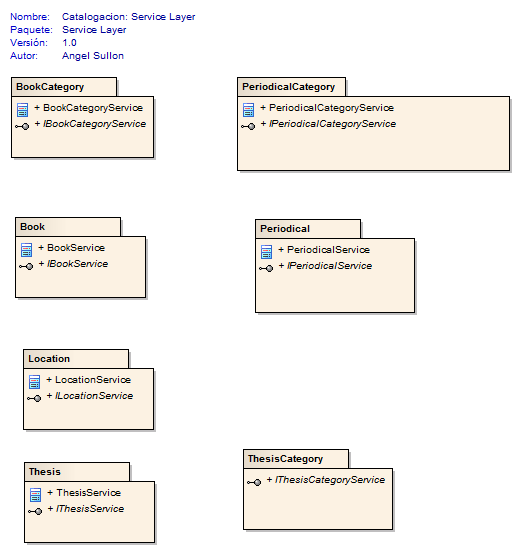 Nombre: Catalogacion: Service Layer
Paquete: Service Layer
Versión: 1.0
Autor: Angel Sullon
BookCategory
+ BookCategoryService
+ IBookCategoryService
PeriodicalCategory
+ PeriodicalCategoryService
+ IPeriodicalCategoryService
Book
+ BookService
+ IBookService
Periodical
+ PeriodicalService
+ IPeriodicalService
Location
+ LocationService
+ ILocationService
Thesis
+ ThesisService
+ IThesisService
ThesisCategory
+ IThesisCategoryService